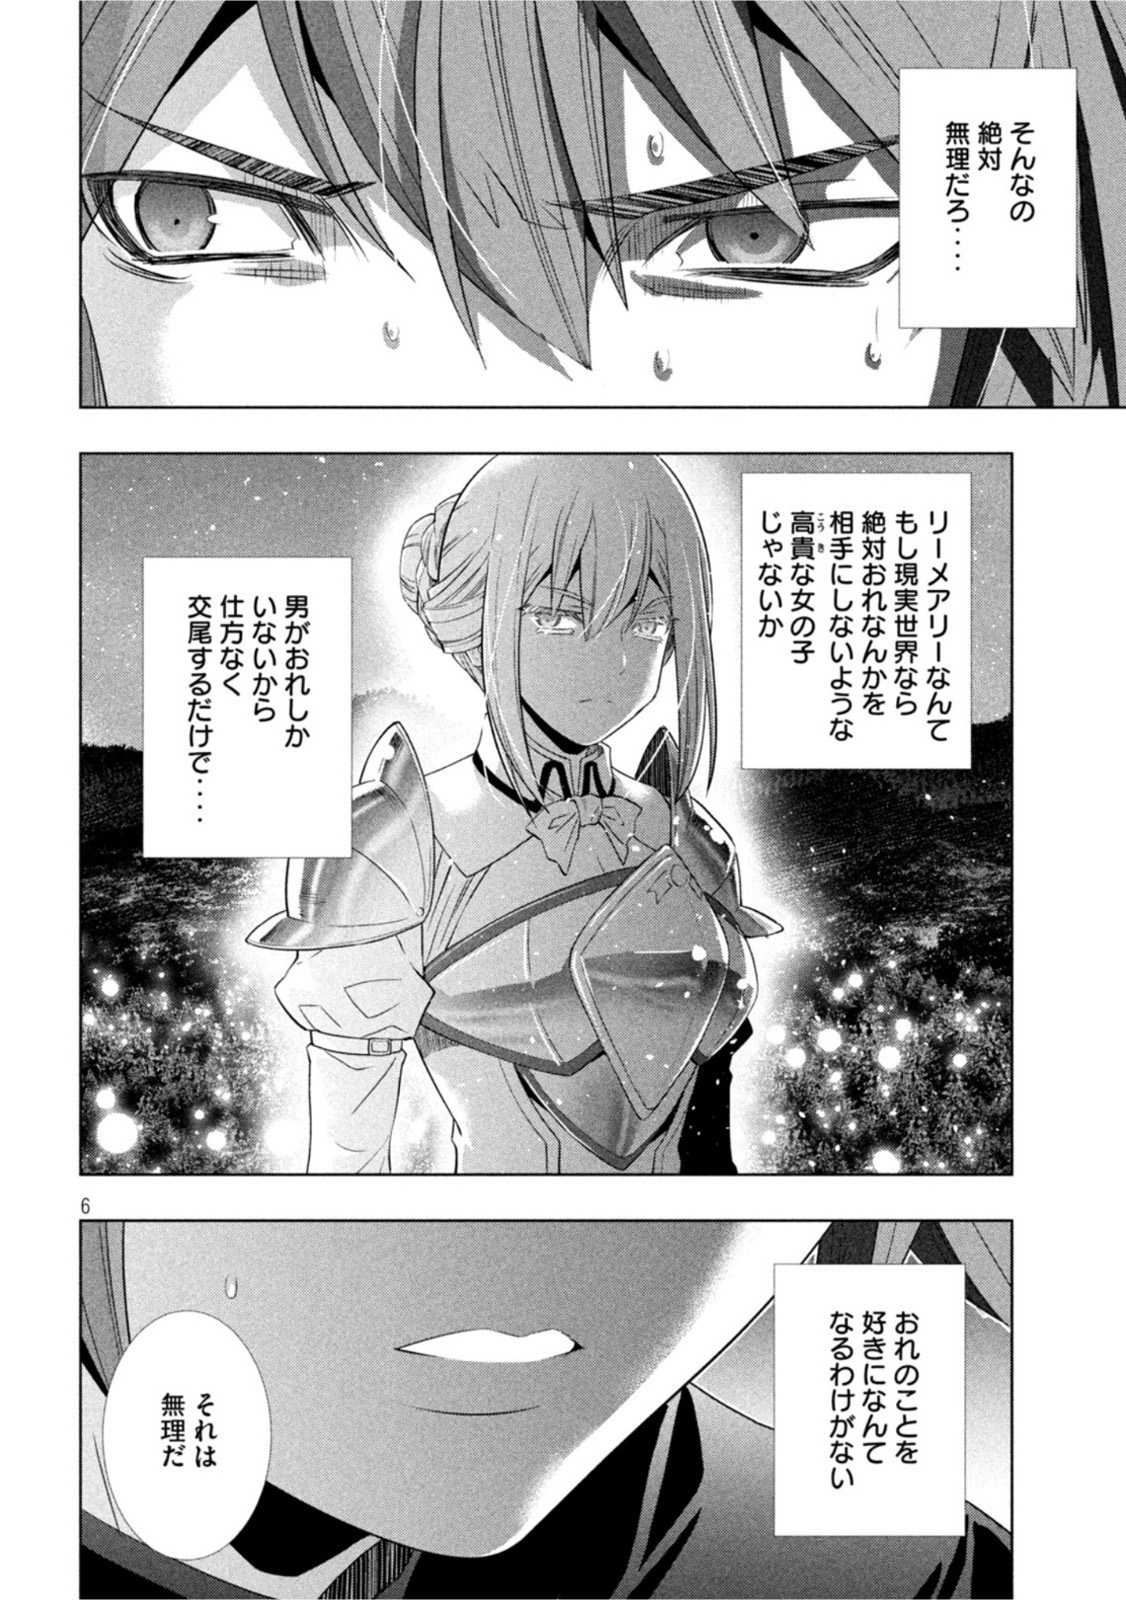 そんなの
絶対
無理だろ‥‥
リーメアリーなんて
もし現実世界なら
絶対おれなんかを
相手にしないような
高貴な女の子
こうき
じゃないか
男がおれしか
いないから
仕方なく
交尾するだけで‥‥
6
おれのことを
好きになんて
なるわけがない
それは
無理だ